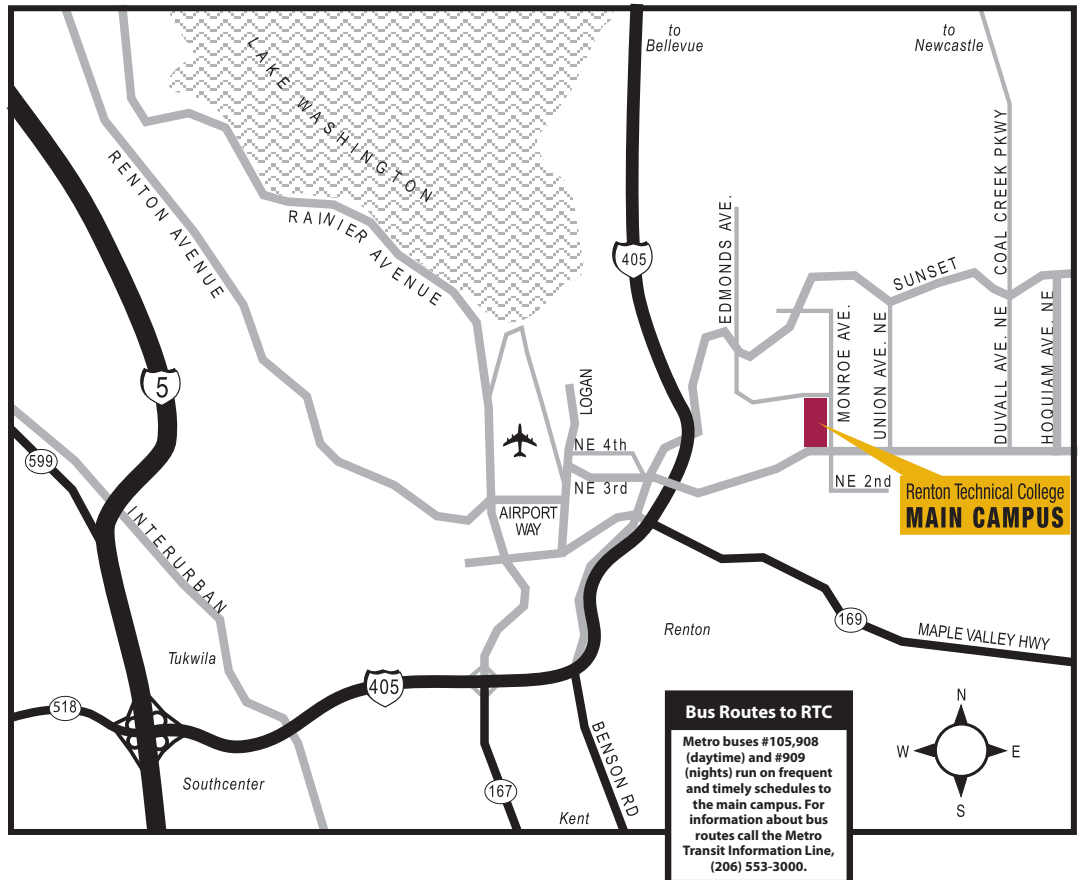 to
Bellevue
to
Newcastle
LAKE WASHINGTON
RENTON AVENUE
RAINIER AVENUE
405
EDMONDS AVE.
SUNSET
COAL CREEK PKWY
MONROE AVE.
UNION AVE. NE
DUVALL AVE. NE
HOQUIAM AVE. NE
5
LOGAN
NE 4th
599
NE 3rd
NE 2nd
Renton Technical College
MAIN CAMPUS
AIRPORT
WAY
INTERURBAN
169
MAPLE VALLEY HWY
Renton
Tukwila
405
518
Southcenter
BENSON RD
167
Kent
Bus Routes to RTC
Metro buses #105,908
(daytime) and #909
(nights) run on frequent
and timely schedules to
the main campus. For
information about bus
routes call the Metro
Transit Information Line,
(206) 553-3000.
N
W
E
S